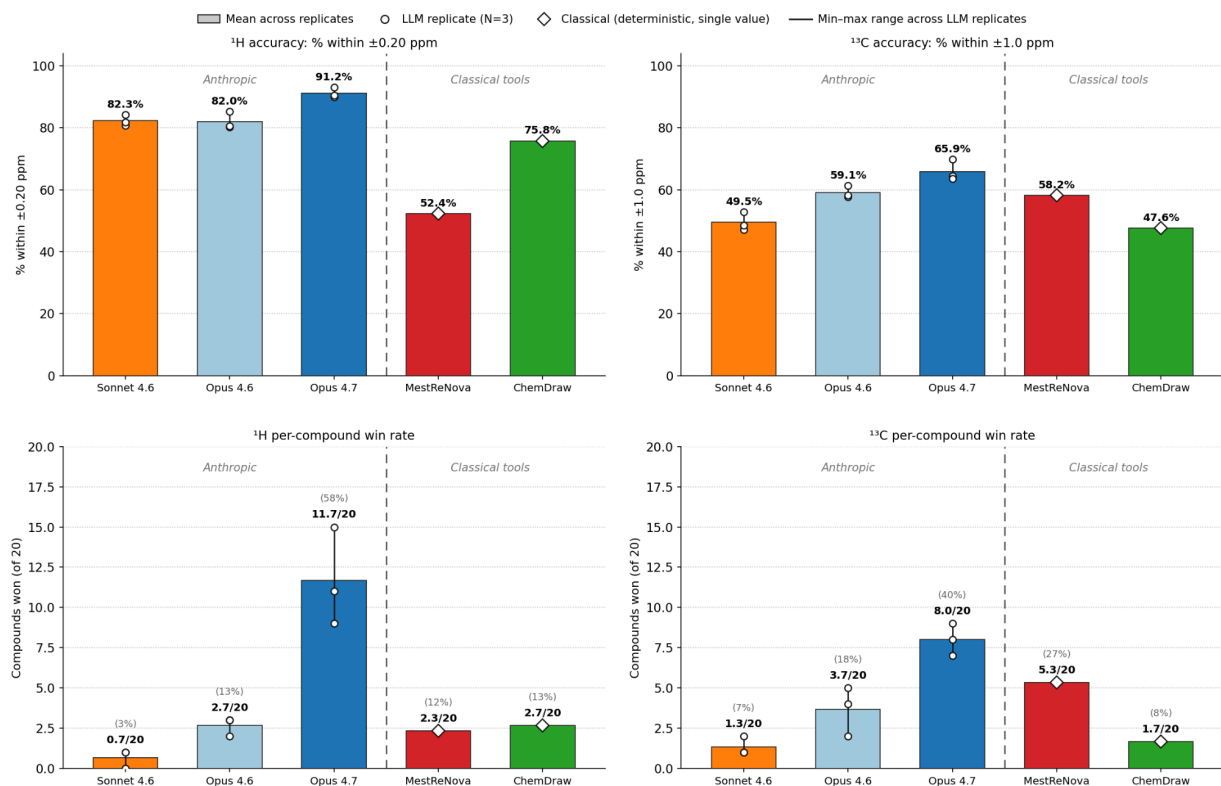 Mean across replicates
LLM replicate (N=3)
Classical (deterministic, single value)
Min–max range across LLM replicates
¹H accuracy: % within ±0.20 ppm
% within ±0.20 ppm
100
80
60
40
20
0
Anthropic
Classical tools
82.3%
82.0%
91.2%
52.4%
75.8%
Sonnet 4.6
Opus 4.6
Opus 4.7
MestReNova
ChemDraw
¹³C accuracy: % within ±1.0 ppm
% within ±1.0 ppm
100
80
60
40
20
0
Anthropic
Classical tools
49.5%
59.1%
65.9%
58.2%
47.6%
Sonnet 4.6
Opus 4.6
Opus 4.7
MestReNova
ChemDraw
¹H per-compound win rate
Compounds won (of 20)
20.0
17.5
15.0
12.5
10.0
7.5
5.0
2.5
0.0
Anthropic
Classical tools
(3%)
0.7/20
(13%)
2.7/20
(58%)
11.7/20
(12%)
2.3/20
(13%)
2.7/20
Sonnet 4.6
Opus 4.6
Opus 4.7
MestReNova
ChemDraw
¹³C per-compound win rate
Compounds won (of 20)
20.0
17.5
15.0
12.5
10.0
7.5
5.0
2.5
0.0
Anthropic
Classical tools
(7%)
1.3/20
(18%)
3.7/20
(40%)
8.0/20
(27%)
5.3/20
(8%)
1.7/20
Sonnet 4.6
Opus 4.6
Opus 4.7
MestReNova
ChemDraw